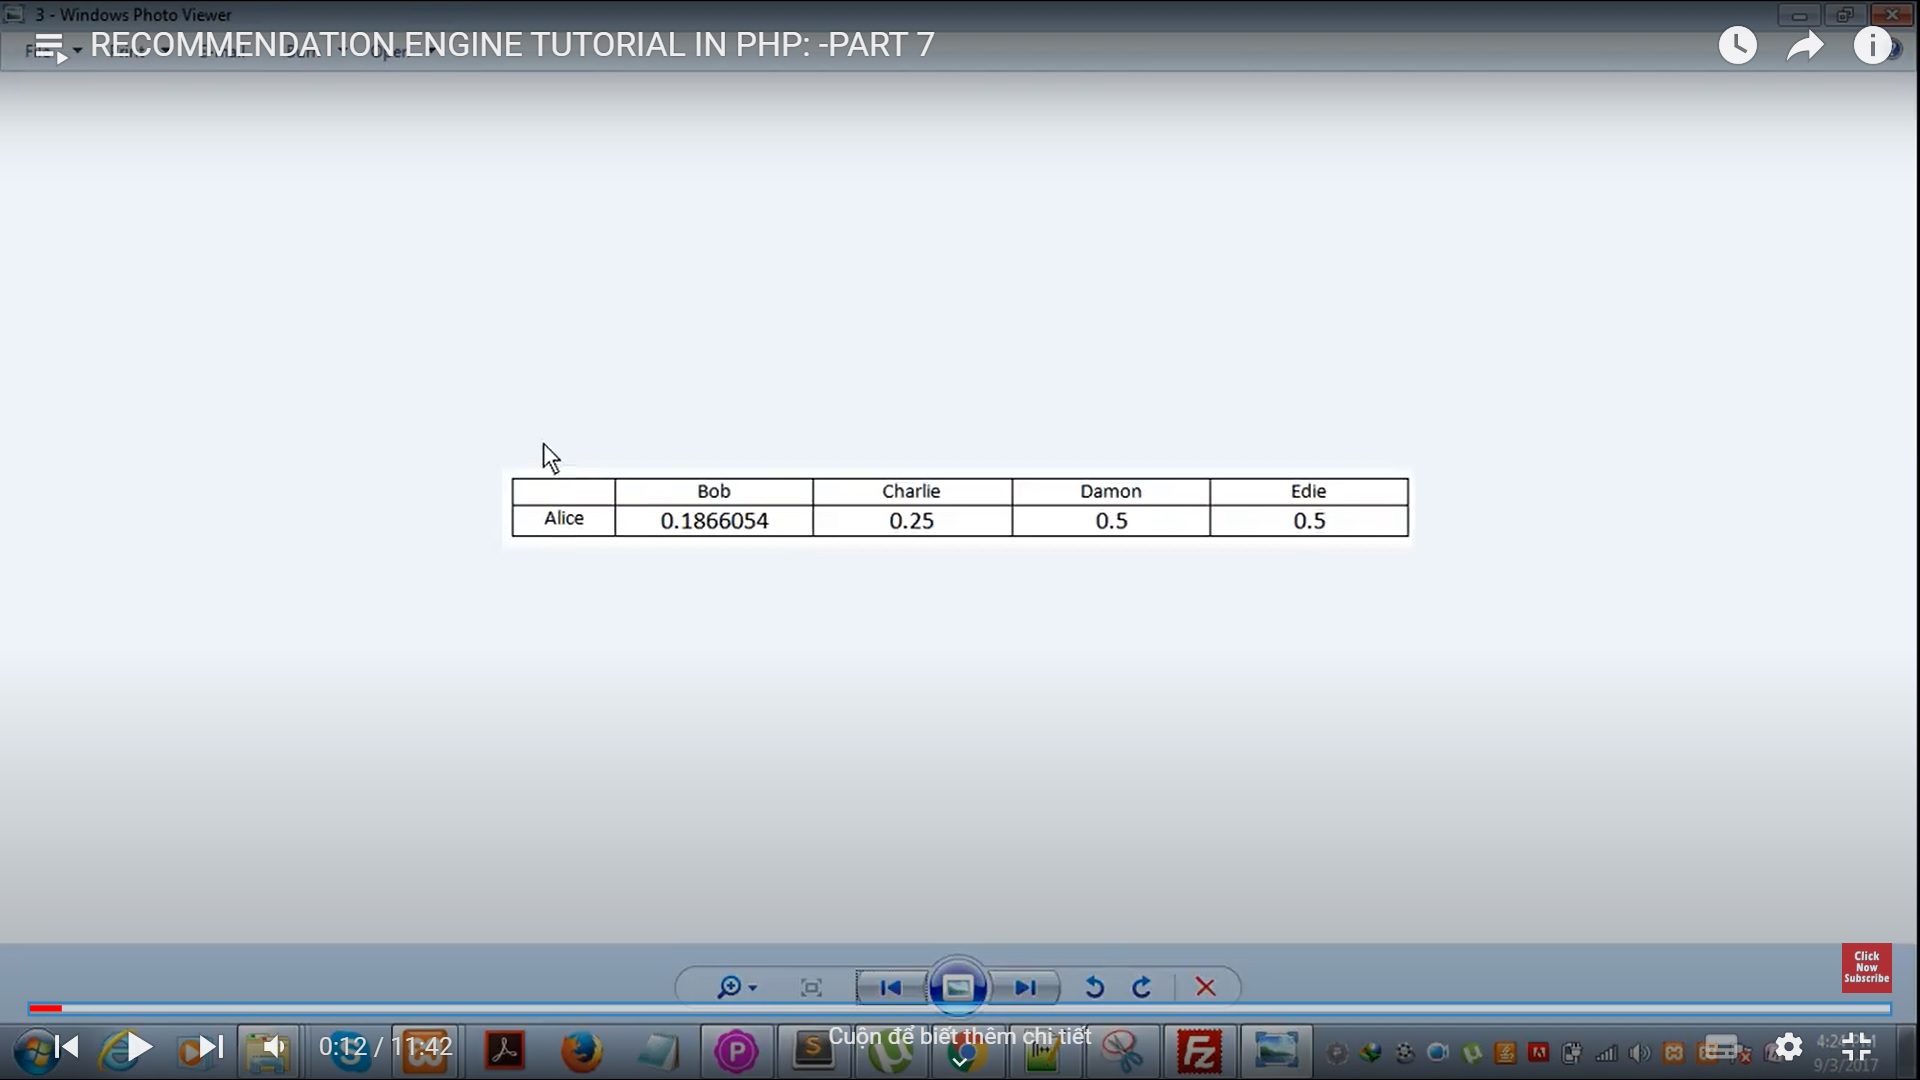 3 - Windows Photo Viewer
RECOMMENDATION ENGINE TUTORIAL IN PHP: -PART 7
Bob Charlie Damon Edie
Alice 0.1866054 0.25 0.5 0.5
Click
Now
Subscribe
Cuộn để biết thêm chi tiết
0:12 / 11:42
9/3/2017